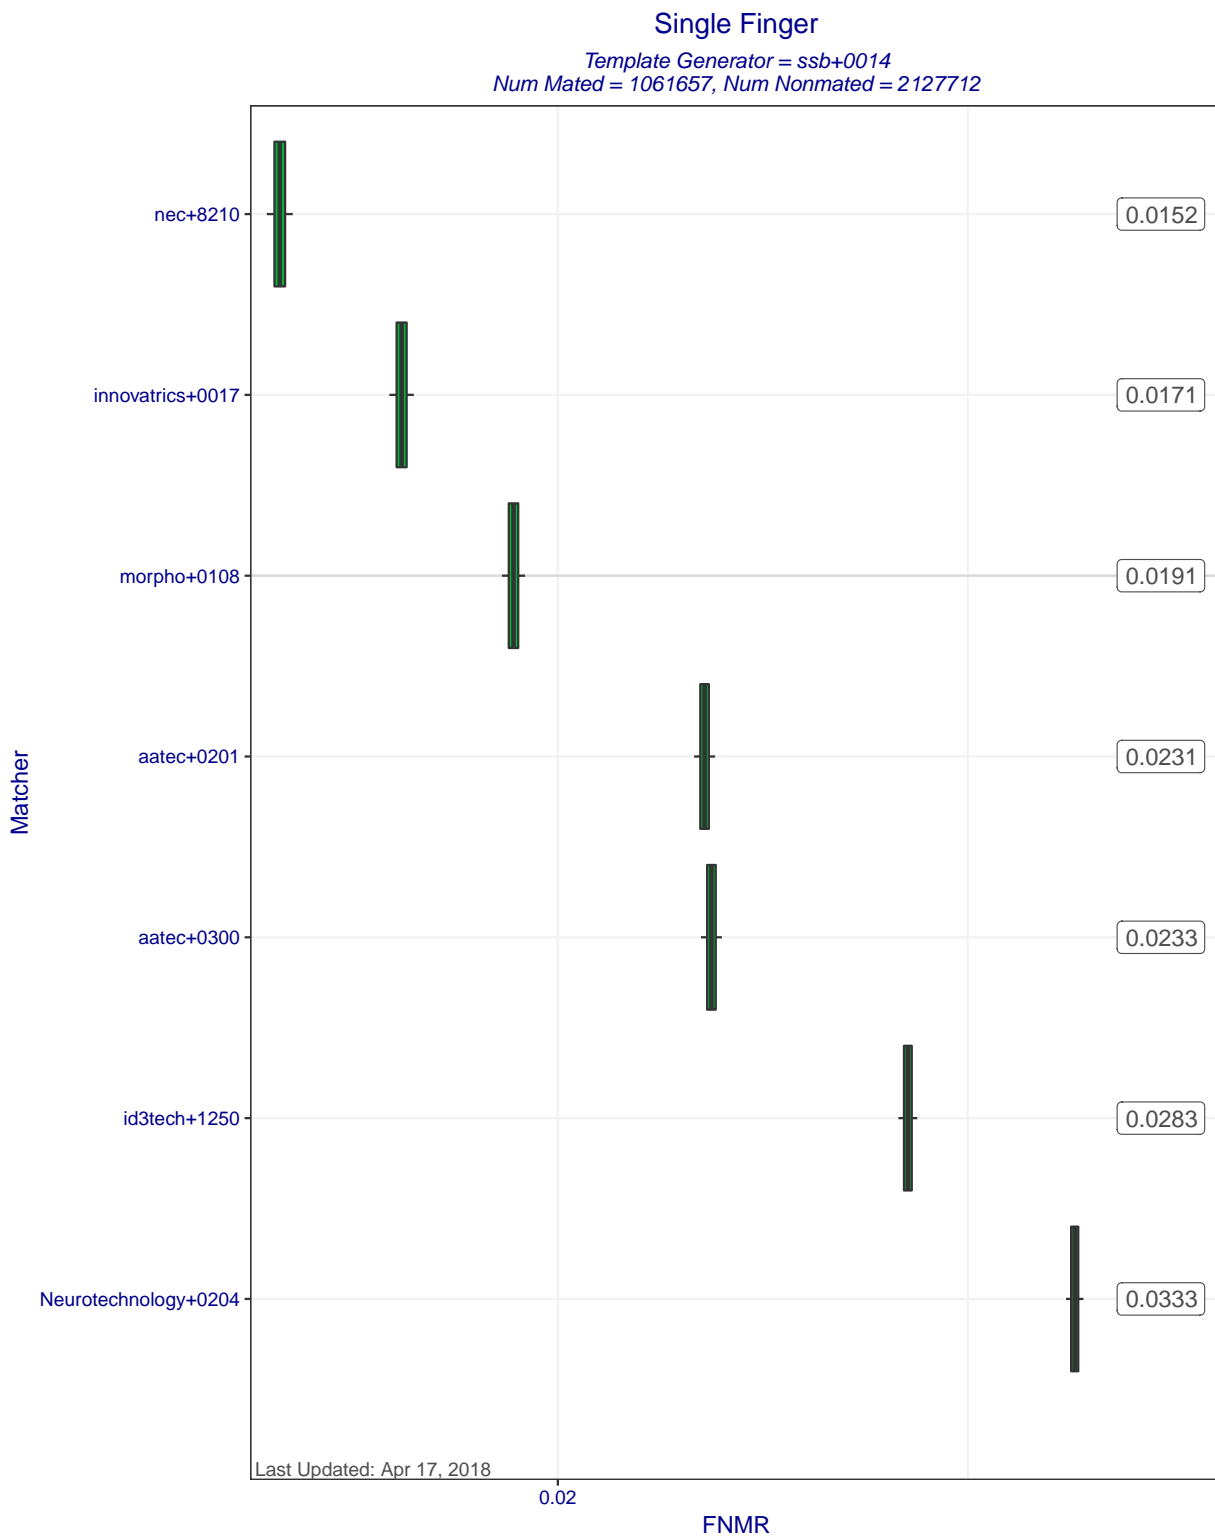 Single Finger
Template Generator = ssb+0014
Num Mated = 1061657, Num Nonmated = 2127712
nec+8210
0.0152
innovatrics+0017
0.0171
morpho+0108
0.0191
aatec+0201
0.0231
Matcher
aatec+0300
0.0233
id3tech+1250
0.0283
Neurotechnology+0204
0.0333
Last Updated: Apr 17, 2018
0.02
FNMR